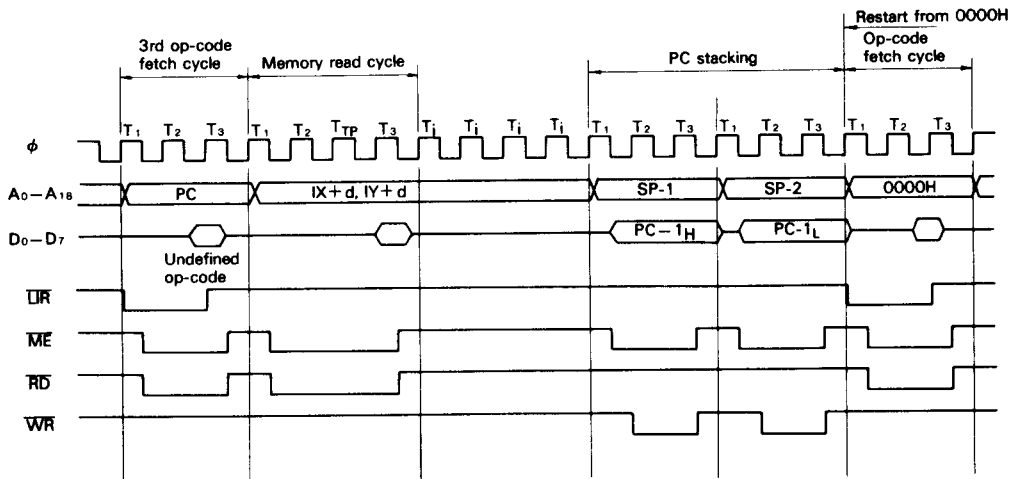 Restart from 0000H
3rd op-code fetch cycle
Memory read cycle
PC stacking
Op-code fetch cycle
T1 T2 T3 T1 T2 TTP T3 Ti Ti Ti Ti T1 T2 T3 T1 T2 T3 T1 T2 T3
φ
A0–A18 PC IX+d, IY+d SP-1 SP-2 0000H
D0–D7 PC–1H PC-1L
Undefined op-code
LIR
ME
RD
WR